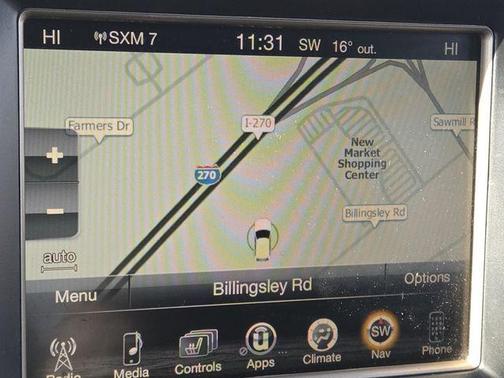 HI SXM 7 11:31 SW 16° out. HI
Farmers Dr
I-270
Sawmill R
270
New
Market
Shopping
Center
Billingsley Rd
+
−
auto
Menu
Billingsley Rd
Options
SW
Radio Media Controls Apps Climate Nav Phone